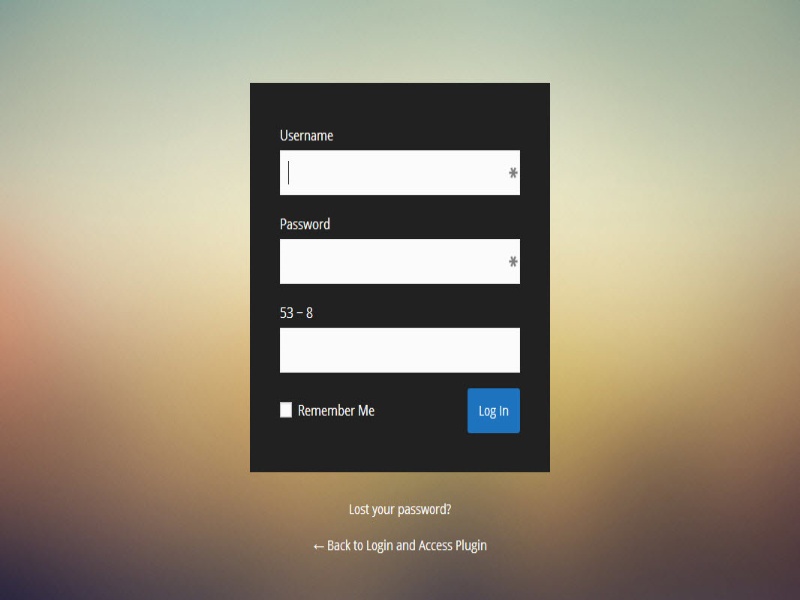 Username
*
Password
*
53 – 8
Remember Me
Log In
Lost your password?
← Back to Login and Access Plugin